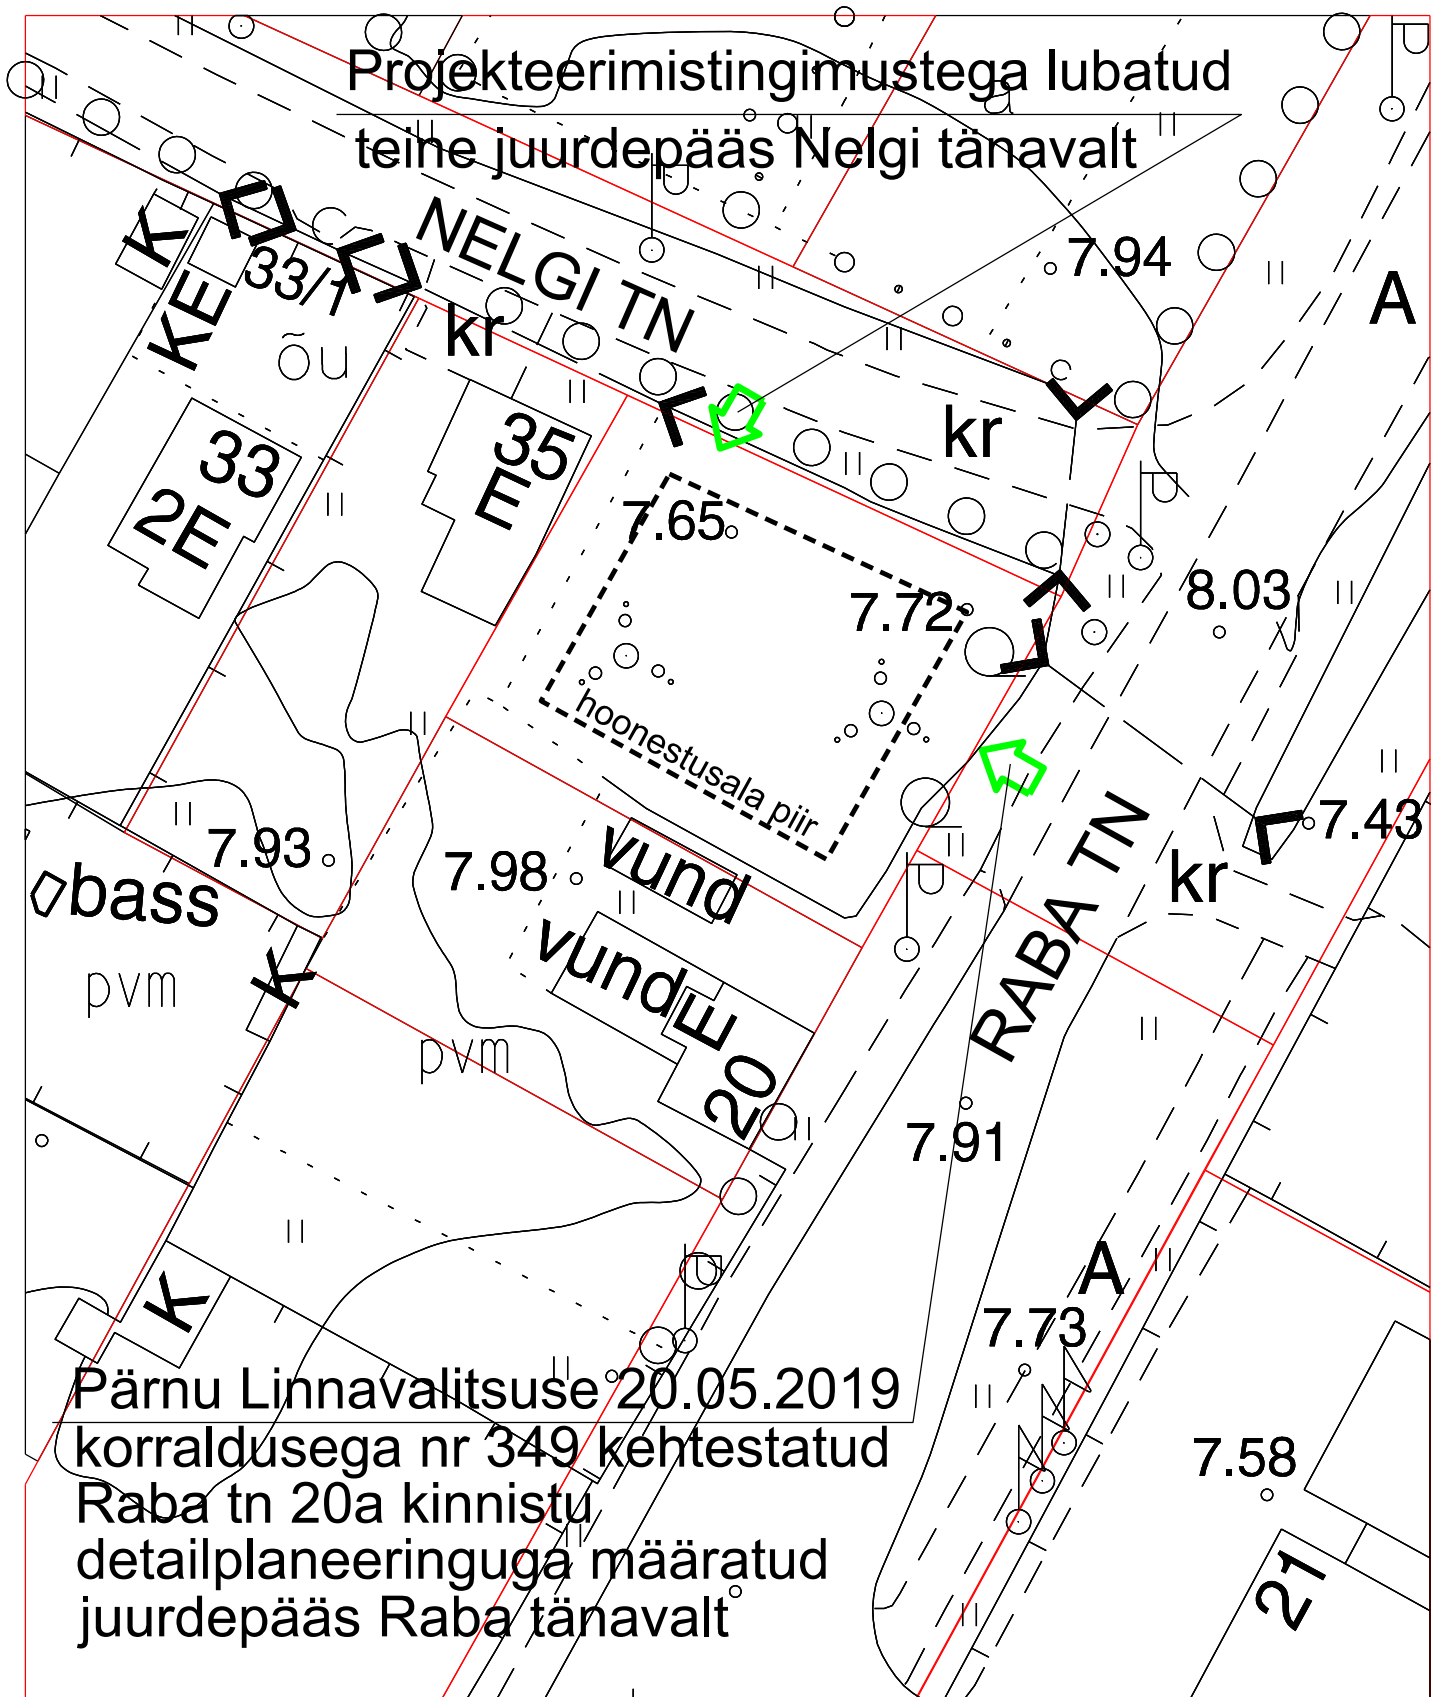 Projekteerimistingimustega lubatud
teine juurdepääs Nelgi tänavalt
NELGI TN
K
KE
33/1
õu
kr
7.94
A
kr
33
2E
35
E
7.65
7.72
8.03
hoonestusala piir
7.93
7.98
vund
bass
vund
E
20
kr
7.43
RABA TN
K
pvm
pvm
7.91
A
K
7.73
7.58
21
Pärnu Linnavalitsuse 20.05.2019
korraldusega nr 349 kehtestatud
Raba tn 20a kinnistu
detailplaneeringuga määratud
juurdepääs Raba tänavalt